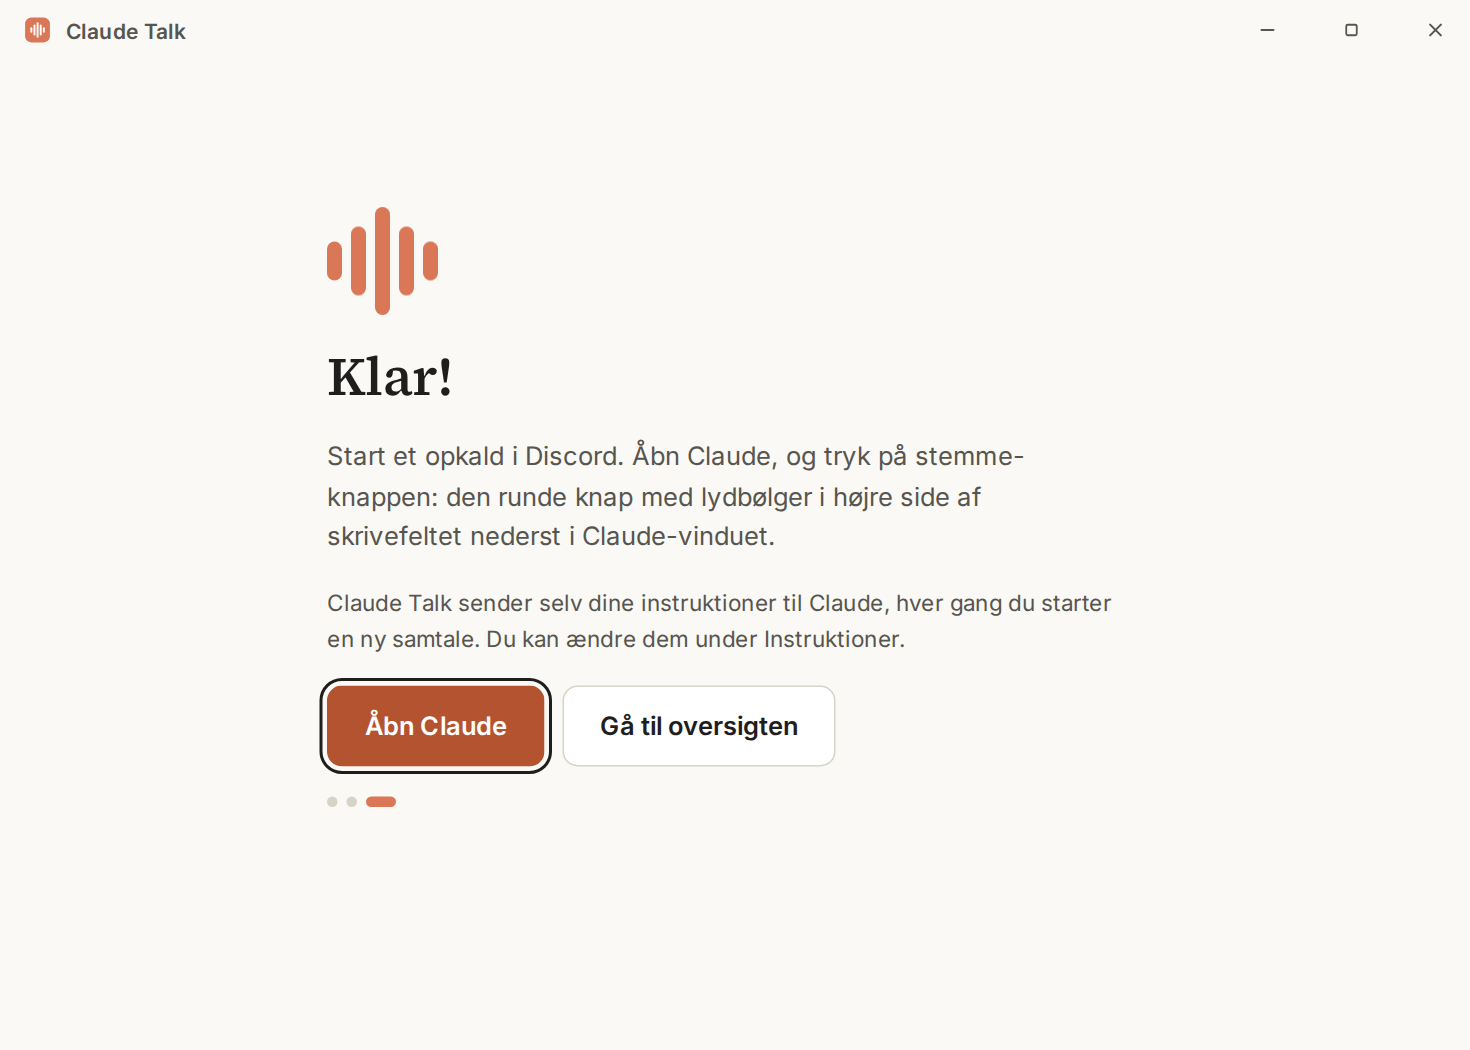 Claude Talk
Klar!
Start et opkald i Discord. Åbn Claude, og tryk på stemme-
knappen: den runde knap med lydbølger i højre side af
skrivefeltet nederst i Claude-vinduet.
Claude Talk sender selv dine instruktioner til Claude, hver gang du starter
en ny samtale. Du kan ændre dem under Instruktioner.
Åbn Claude
Gå til oversigten